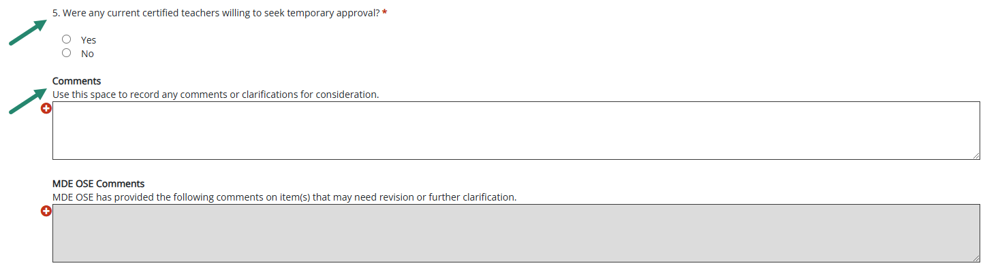 5. Were any current certified teachers willing to seek temporary approval? *
Yes
No
Comments
Use this space to record any comments or clarifications for consideration.
MDE OSE Comments
MDE OSE has provided the following comments on item(s) that may need revision or further clarification.